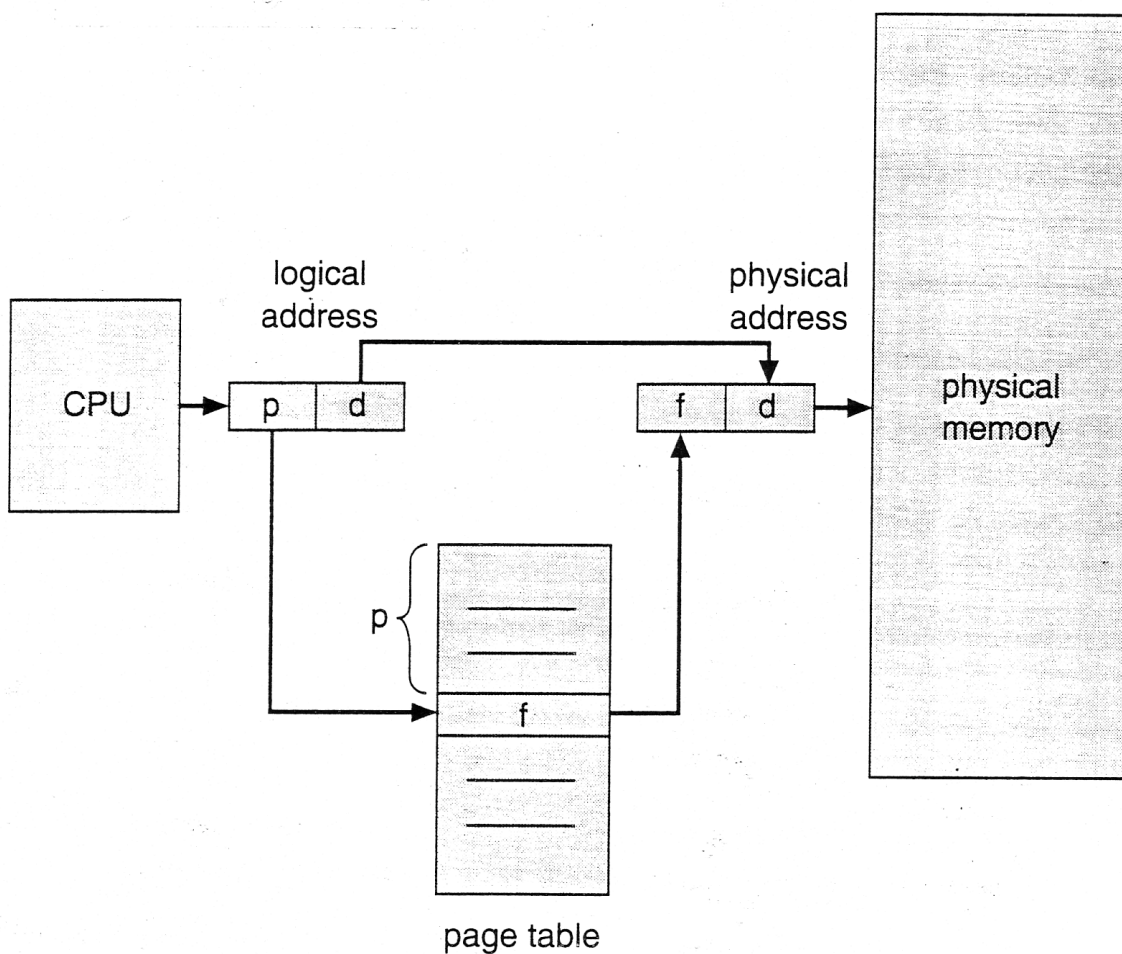 logical
address
physical
address
CPU
p
d
f
d
physical
memory
p
f
page table